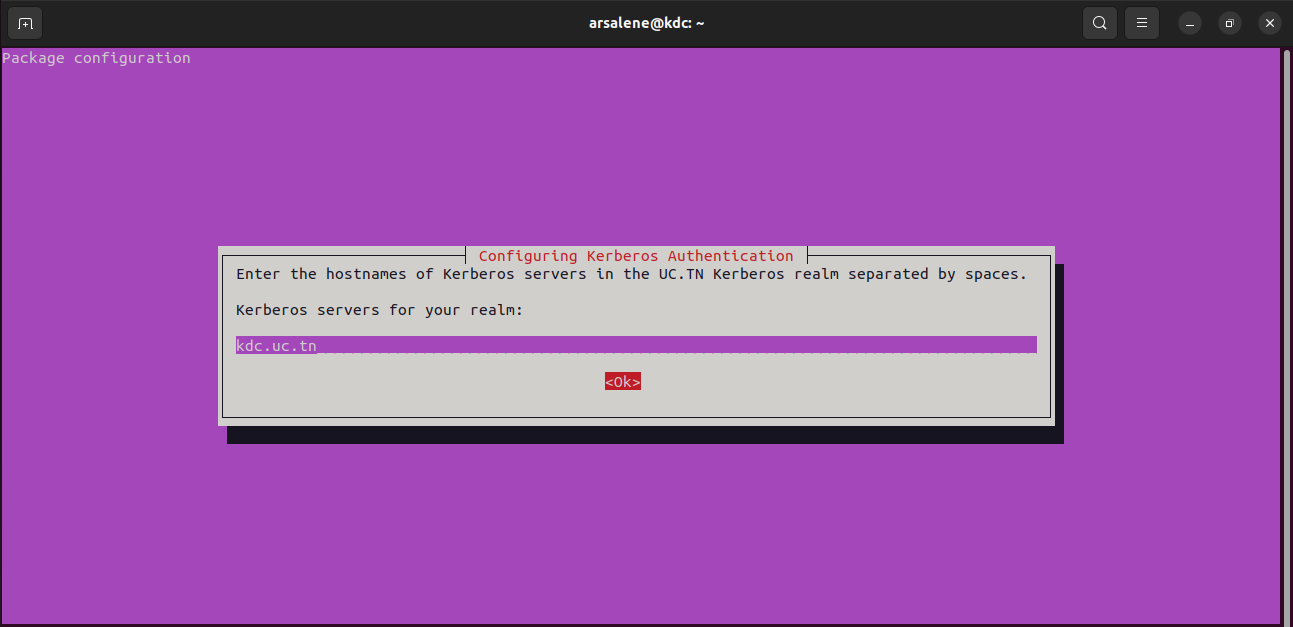 arsalene@kdc: ~
Package configuration
Configuring Kerberos Authentication
Enter the hostnames of Kerberos servers in the UC.TN Kerberos realm separated by spaces.
Kerberos servers for your realm:
kdc.uc.tn
<Ok>